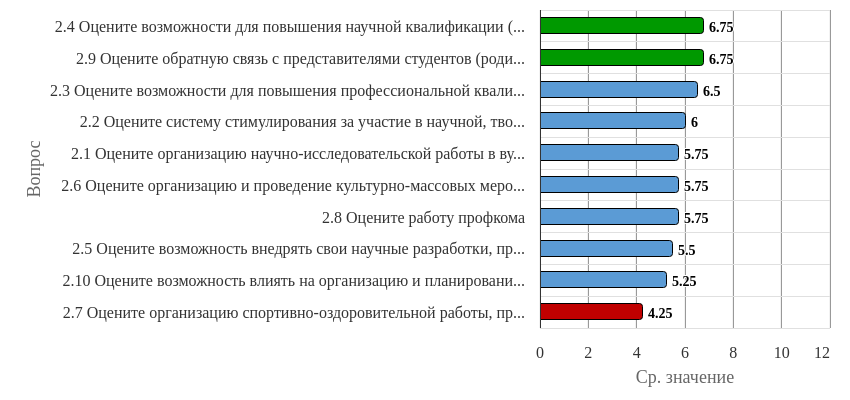 2.4 Оцените возможности для повышения научной квалификации (... 6.75
2.9 Оцените обратную связь с представителями студентов (роди... 6.75
2.3 Оцените возможности для повышения профессиональной квали... 6.5
2.2 Оцените систему стимулирования за участие в научной, тво... 6
2.1 Оцените организацию научно-исследовательской работы в ву... 5.75
2.6 Оцените организацию и проведение культурно-массовых меро... 5.75
2.8 Оцените работу профкома 5.75
2.5 Оцените возможность внедрять свои научные разработки, пр... 5.5
2.10 Оцените возможность влиять на организацию и планировани... 5.25
2.7 Оцените организацию спортивно-оздоровительной работы, пр... 4.25
Вопрос
0 2 4 6 8 10 12
Ср. значение